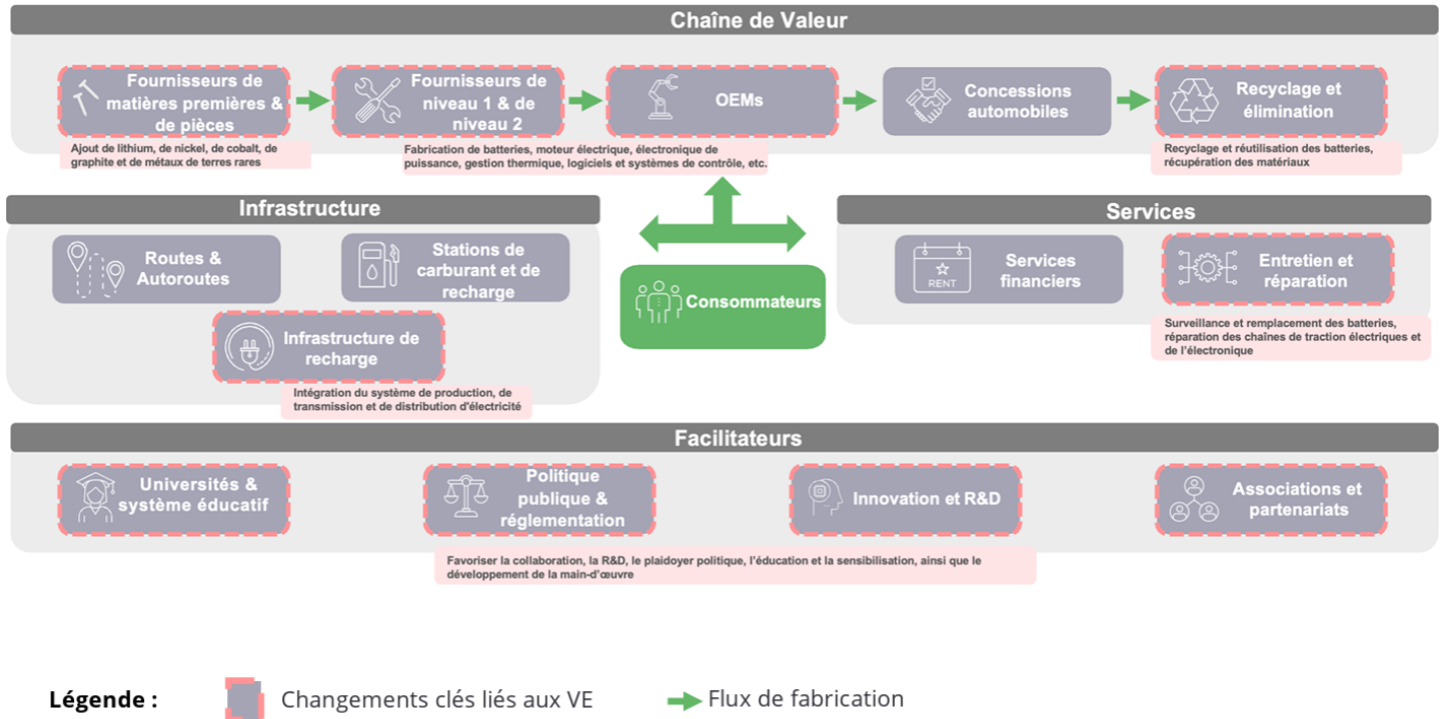 Chaîne de Valeur
Fournisseurs de
matières premières &
de pièces
Fournisseurs de
niveau 1 & de
niveau 2
OEMs
Concessions
automobiles
Recyclage et
élimination
Ajout de lithium, de nickel, de cobalt, de
graphite et de métaux de terres rares
Fabrication de batteries, moteur électrique, électronique de
puissance, gestion thermique, logiciels et systèmes de contrôle, etc.
Recyclage et réutilisation des batteries,
récupération des matériaux
Infrastructure
Routes &
Autoroutes
Stations de
carburant et de
recharge
Infrastructure de
recharge
Intégration du système de production, de
transmission et de distribution d'électricité
Consommateurs
Services
RENT
Services
financiers
Entretien et
réparation
Surveillance et remplacement des batteries,
réparation des chaînes de traction électriques et
de l'électronique
Facilitateurs
Universités &
système éducatif
Politique
publique &
réglementation
Innovation et R&D
Associations et
partenariats
Favoriser la collaboration, la R&D, le plaidoyer politique, l'éducation et la sensibilisation, ainsi que le
développement de la main-d'œuvre
Légende :
Changements clés liés aux VE
Flux de fabrication